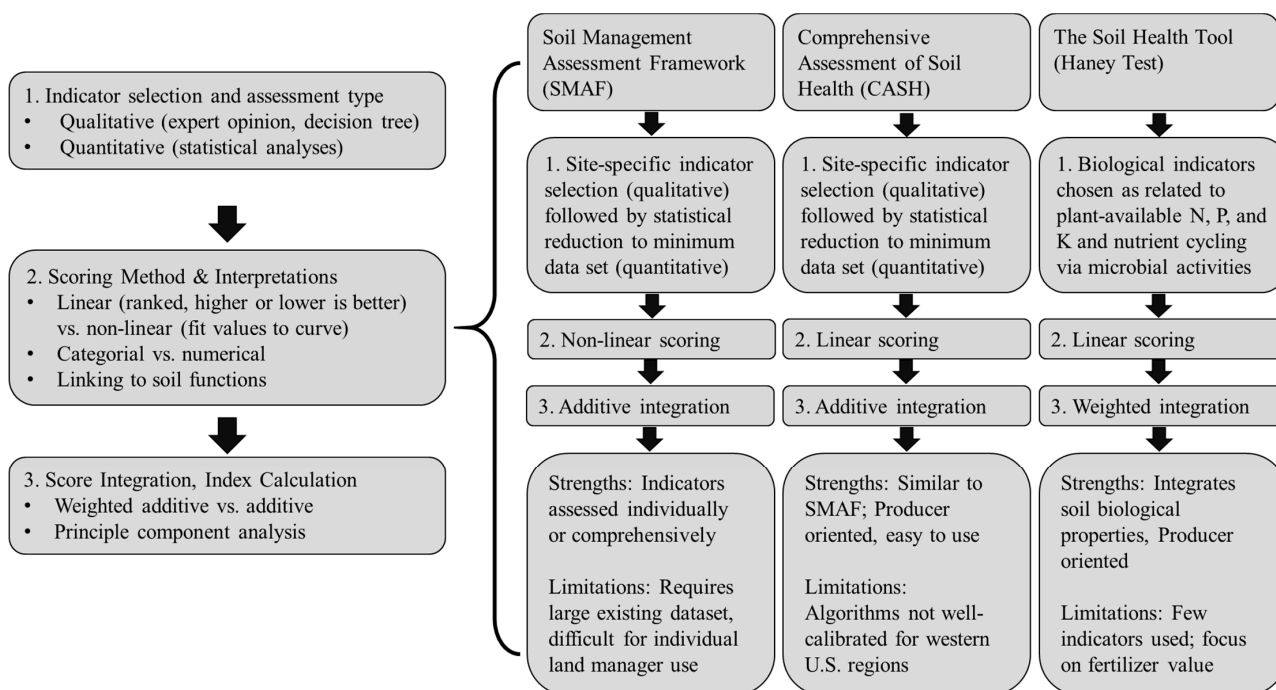 1. Indicator selection and assessment type
• Qualitative (expert opinion, decision tree)
• Quantitative (statistical analyses)
2. Scoring Method & Interpretations
• Linear (ranked, higher or lower is better)
vs. non-linear (fit values to curve)
• Categorial vs. numerical
• Linking to soil functions
3. Score Integration, Index Calculation
• Weighted additive vs. additive
• Principle component analysis
Soil Management
Assessment Framework
(SMAF)
1. Site-specific indicator
selection (qualitative)
followed by statistical
reduction to minimum
data set (quantitative)
2. Non-linear scoring
3. Additive integration
Strengths: Indicators
assessed individually
or comprehensively
Limitations: Requires
large existing dataset,
difficult for individual
land manager use
Comprehensive
Assessment of Soil
Health (CASH)
1. Site-specific indicator
selection (qualitative)
followed by statistical
reduction to minimum
data set (quantitative)
2. Linear scoring
3. Additive integration
Strengths: Similar to
SMAF; Producer
oriented, easy to use
Limitations:
Algorithms not well-
calibrated for western
U.S. regions
The Soil Health Tool
(Haney Test)
1. Biological indicators
chosen as related to
plant-available N, P, and
K and nutrient cycling
via microbial activities
2. Linear scoring
3. Weighted integration
Strengths: Integrates
soil biological
properties, Producer
oriented
Limitations: Few
indicators used; focus
on fertilizer value